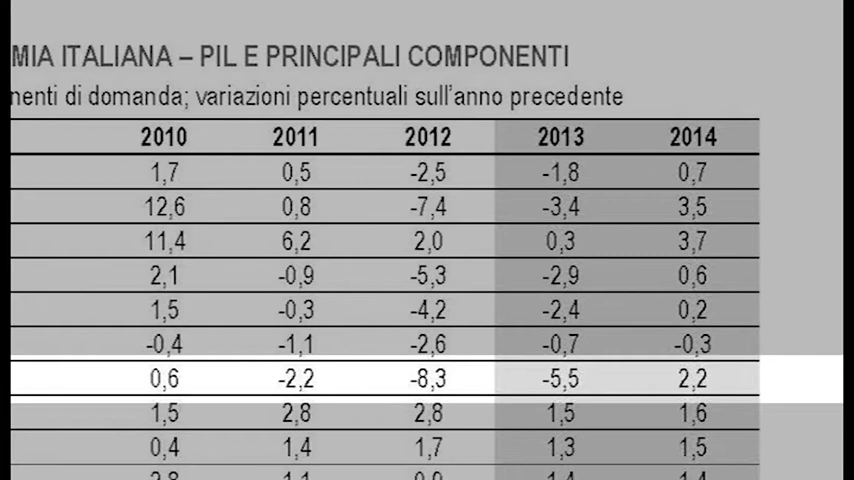 MIA ITALIANA – PIL E PRINCIPALI COMPONENTI
nenti di domanda; variazioni percentuali sull'anno precedente
2010 2011 2012 2013 2014
1,7 0,5 -2,5 -1,8 0,7
12,6 0,8 -7,4 -3,4 3,5
11,4 6,2 2,0 0,3 3,7
2,1 -0,9 -5,3 -2,9 0,6
1,5 -0,3 -4,2 -2,4 0,2
-0,4 -1,1 -2,6 -0,7 -0,3
0,6 -2,2 -8,3 -5,5 2,2
1,5 2,8 2,8 1,5 1,6
0,4 1,4 1,7 1,3 1,5